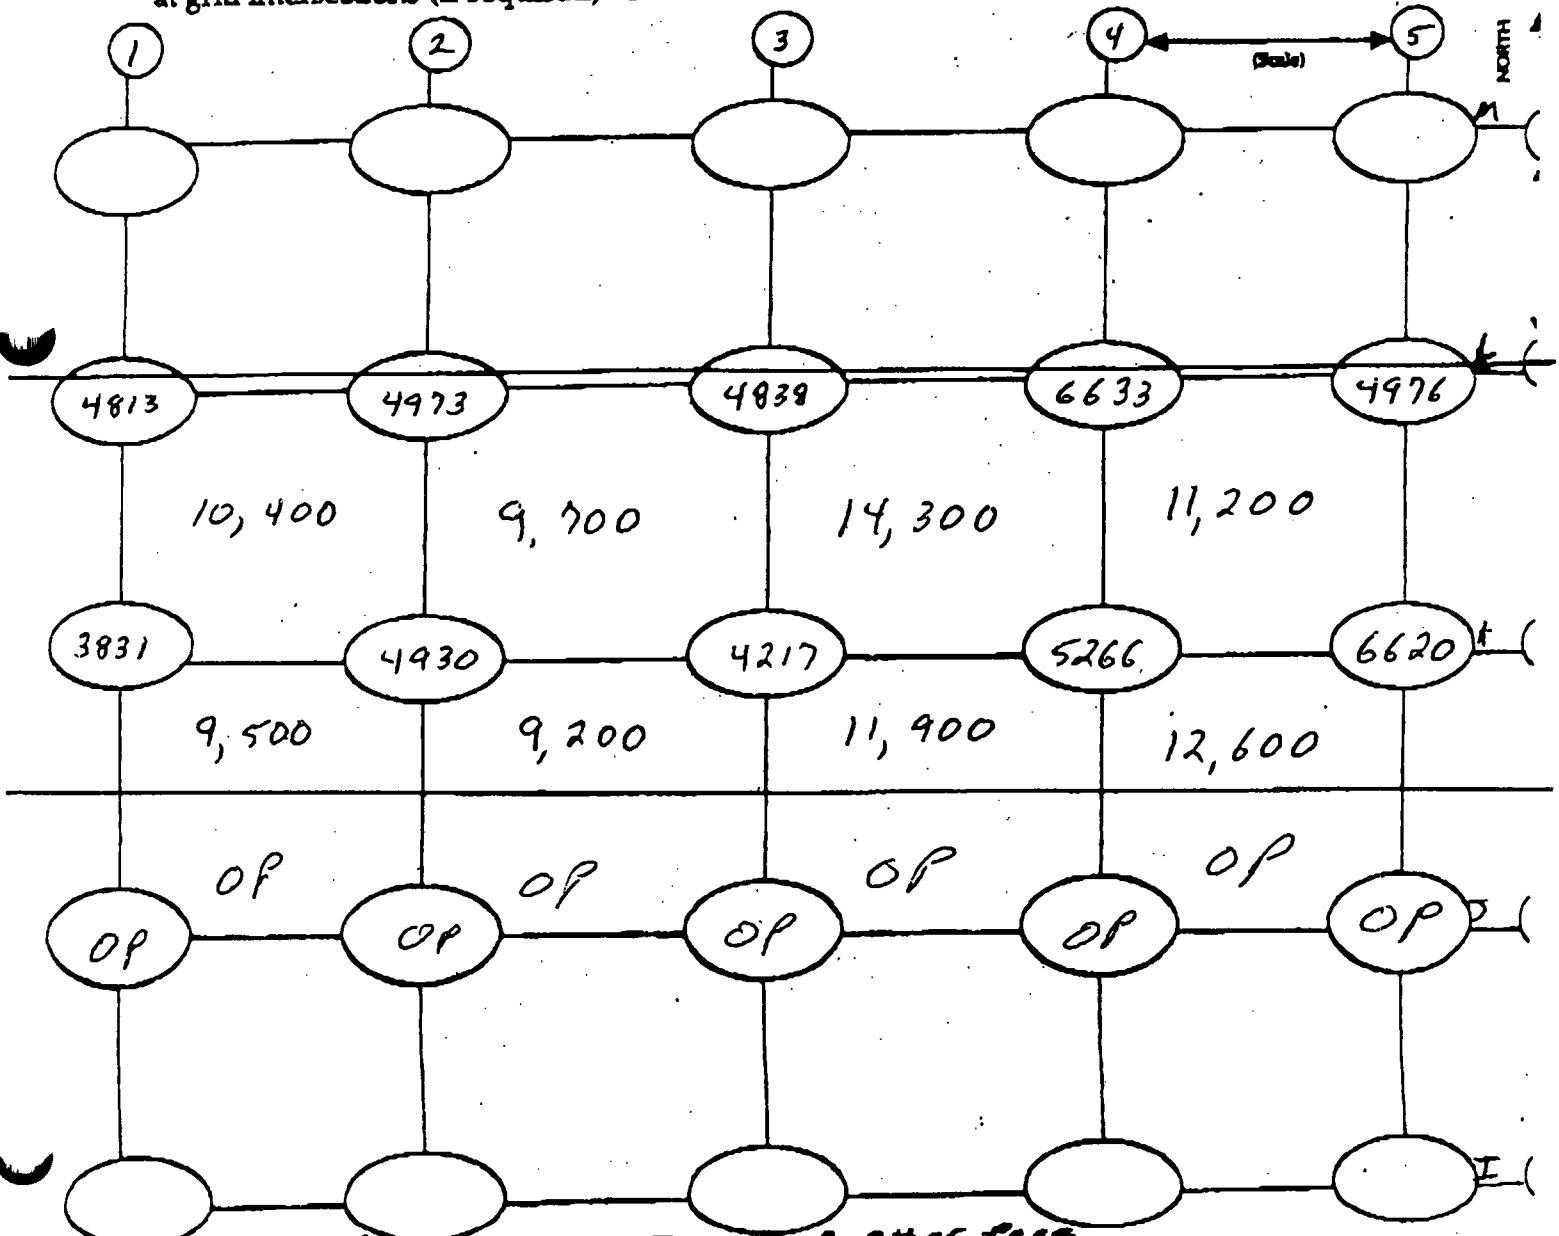 1 2 3 4 5
(Scale)
NORTH
4813 4973 4838 6633 4976
10,400 9,700 14,300 11,200
3831 4930 4217 5266 6620
9,500 9,200 11,900 12,600
OP OP OP OP
OP OP OP OP OP
I